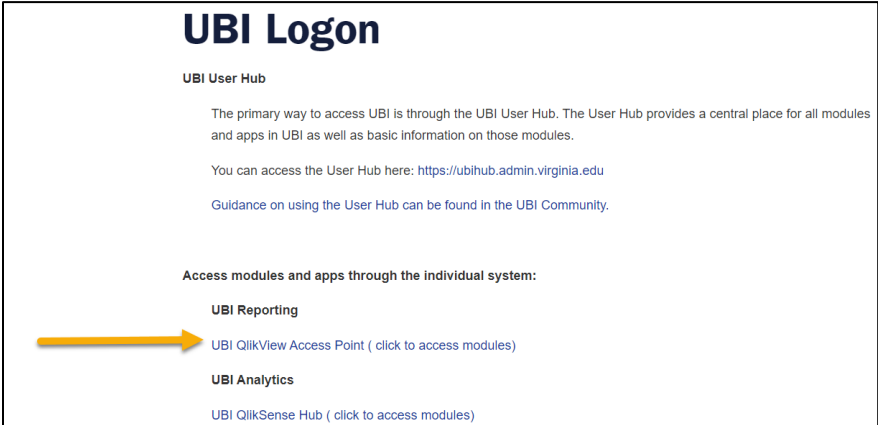 UBI Logon
UBI User Hub
The primary way to access UBI is through the UBI User Hub. The User Hub provides a central place for all modules
and apps in UBI as well as basic information on those modules.
You can access the User Hub here: https://ubihub.admin.virginia.edu
Guidance on using the User Hub can be found in the UBI Community.
Access modules and apps through the individual system:
UBI Reporting
UBI QlikView Access Point ( click to access modules)
UBI Analytics
UBI QlikSense Hub ( click to access modules)